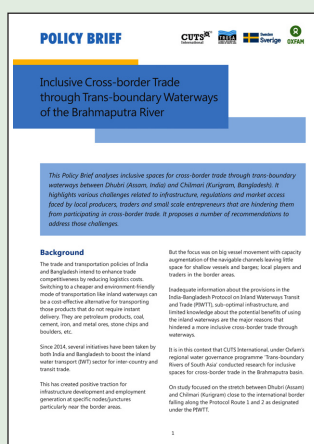 POLICY BRIEF
CUTS
International
Sweden
Sverige
OXFAM
Inclusive Cross-border Trade
through Trans-boundary Waterways
of the Brahmaputra River
This Policy Brief analyses inclusive spaces for cross-border trade through trans-boundary
waterways between Dhubri (Assam, India) and Chilmari (Kurigram, Bangladesh). It
highlights various challenges related to infrastructure, regulations and market access
faced by local producers, traders and small scale entrepreneurs that are hindering them
from participating in cross-border trade. It proposes a number of recommendations to
address those challenges.
Background
The trade and transportation policies of India
and Bangladesh intend to enhance trade
competitiveness by reducing logistics costs.
Switching to a cheaper and environment-friendly
mode of transportation like inland waterways can
be a cost-effective alternative for transporting
those products that do not require instant
delivery. They are petroleum products, coal,
cement, iron, and metal ores, stone chips and
boulders, etc.
Since 2014, several initiatives have been taken by
both India and Bangladesh to boost the inland
water transport (IWT) sector for inter-country and
transit trade.
This has created positive traction for
infrastructure development and employment
generation at specific nodes/junctures
particularly near the border areas.
But the focus was on big vessel movement with capacity
augmentation of the navigable channels leaving little
space for shallow vessels and barges; local players and
traders in the border areas.
Inadequate information about the provisions in the
India-Bangladesh Protocol on Inland Waterways Transit
and Trade (PIWTT), sub-optimal infrastructure, and
limited knowledge about the potential benefits of using
the inland waterways are the major reasons that
hindered a more inclusive cross-border trade through
waterways.
It is in this context that CUTS International, under Oxfam's
regional water governance programme 'Trans-boundary
Rivers of South Asia' conducted research for inclusive
spaces for cross-border trade in the Brahmaputra basin.
On study focused on the stretch between Dhubri (Assam)
and Chilmari (Kurigram) close to the international border
falling along the Protocol Route 1 and 2 as designated
under the PIWTT.
1